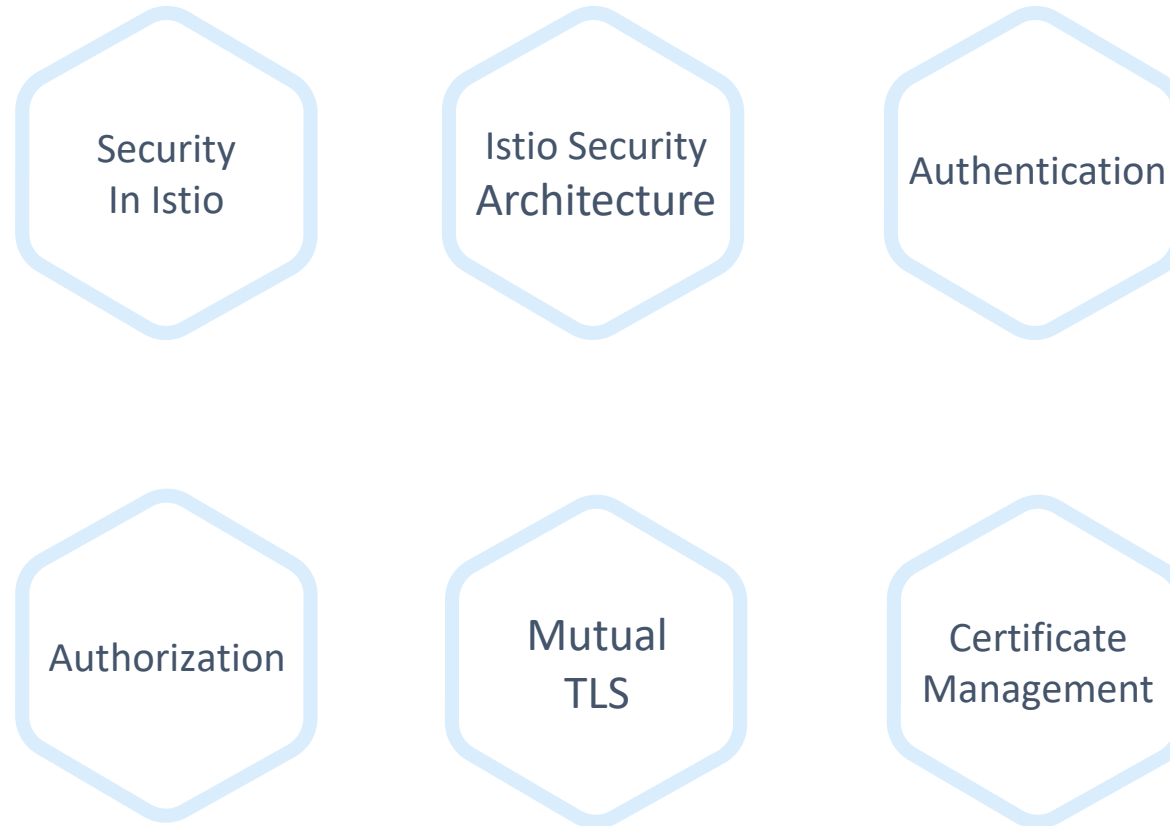 Security
In Istio
Istio Security
Architecture
Authentication
Authorization
Mutual
TLS
Certificate
Management